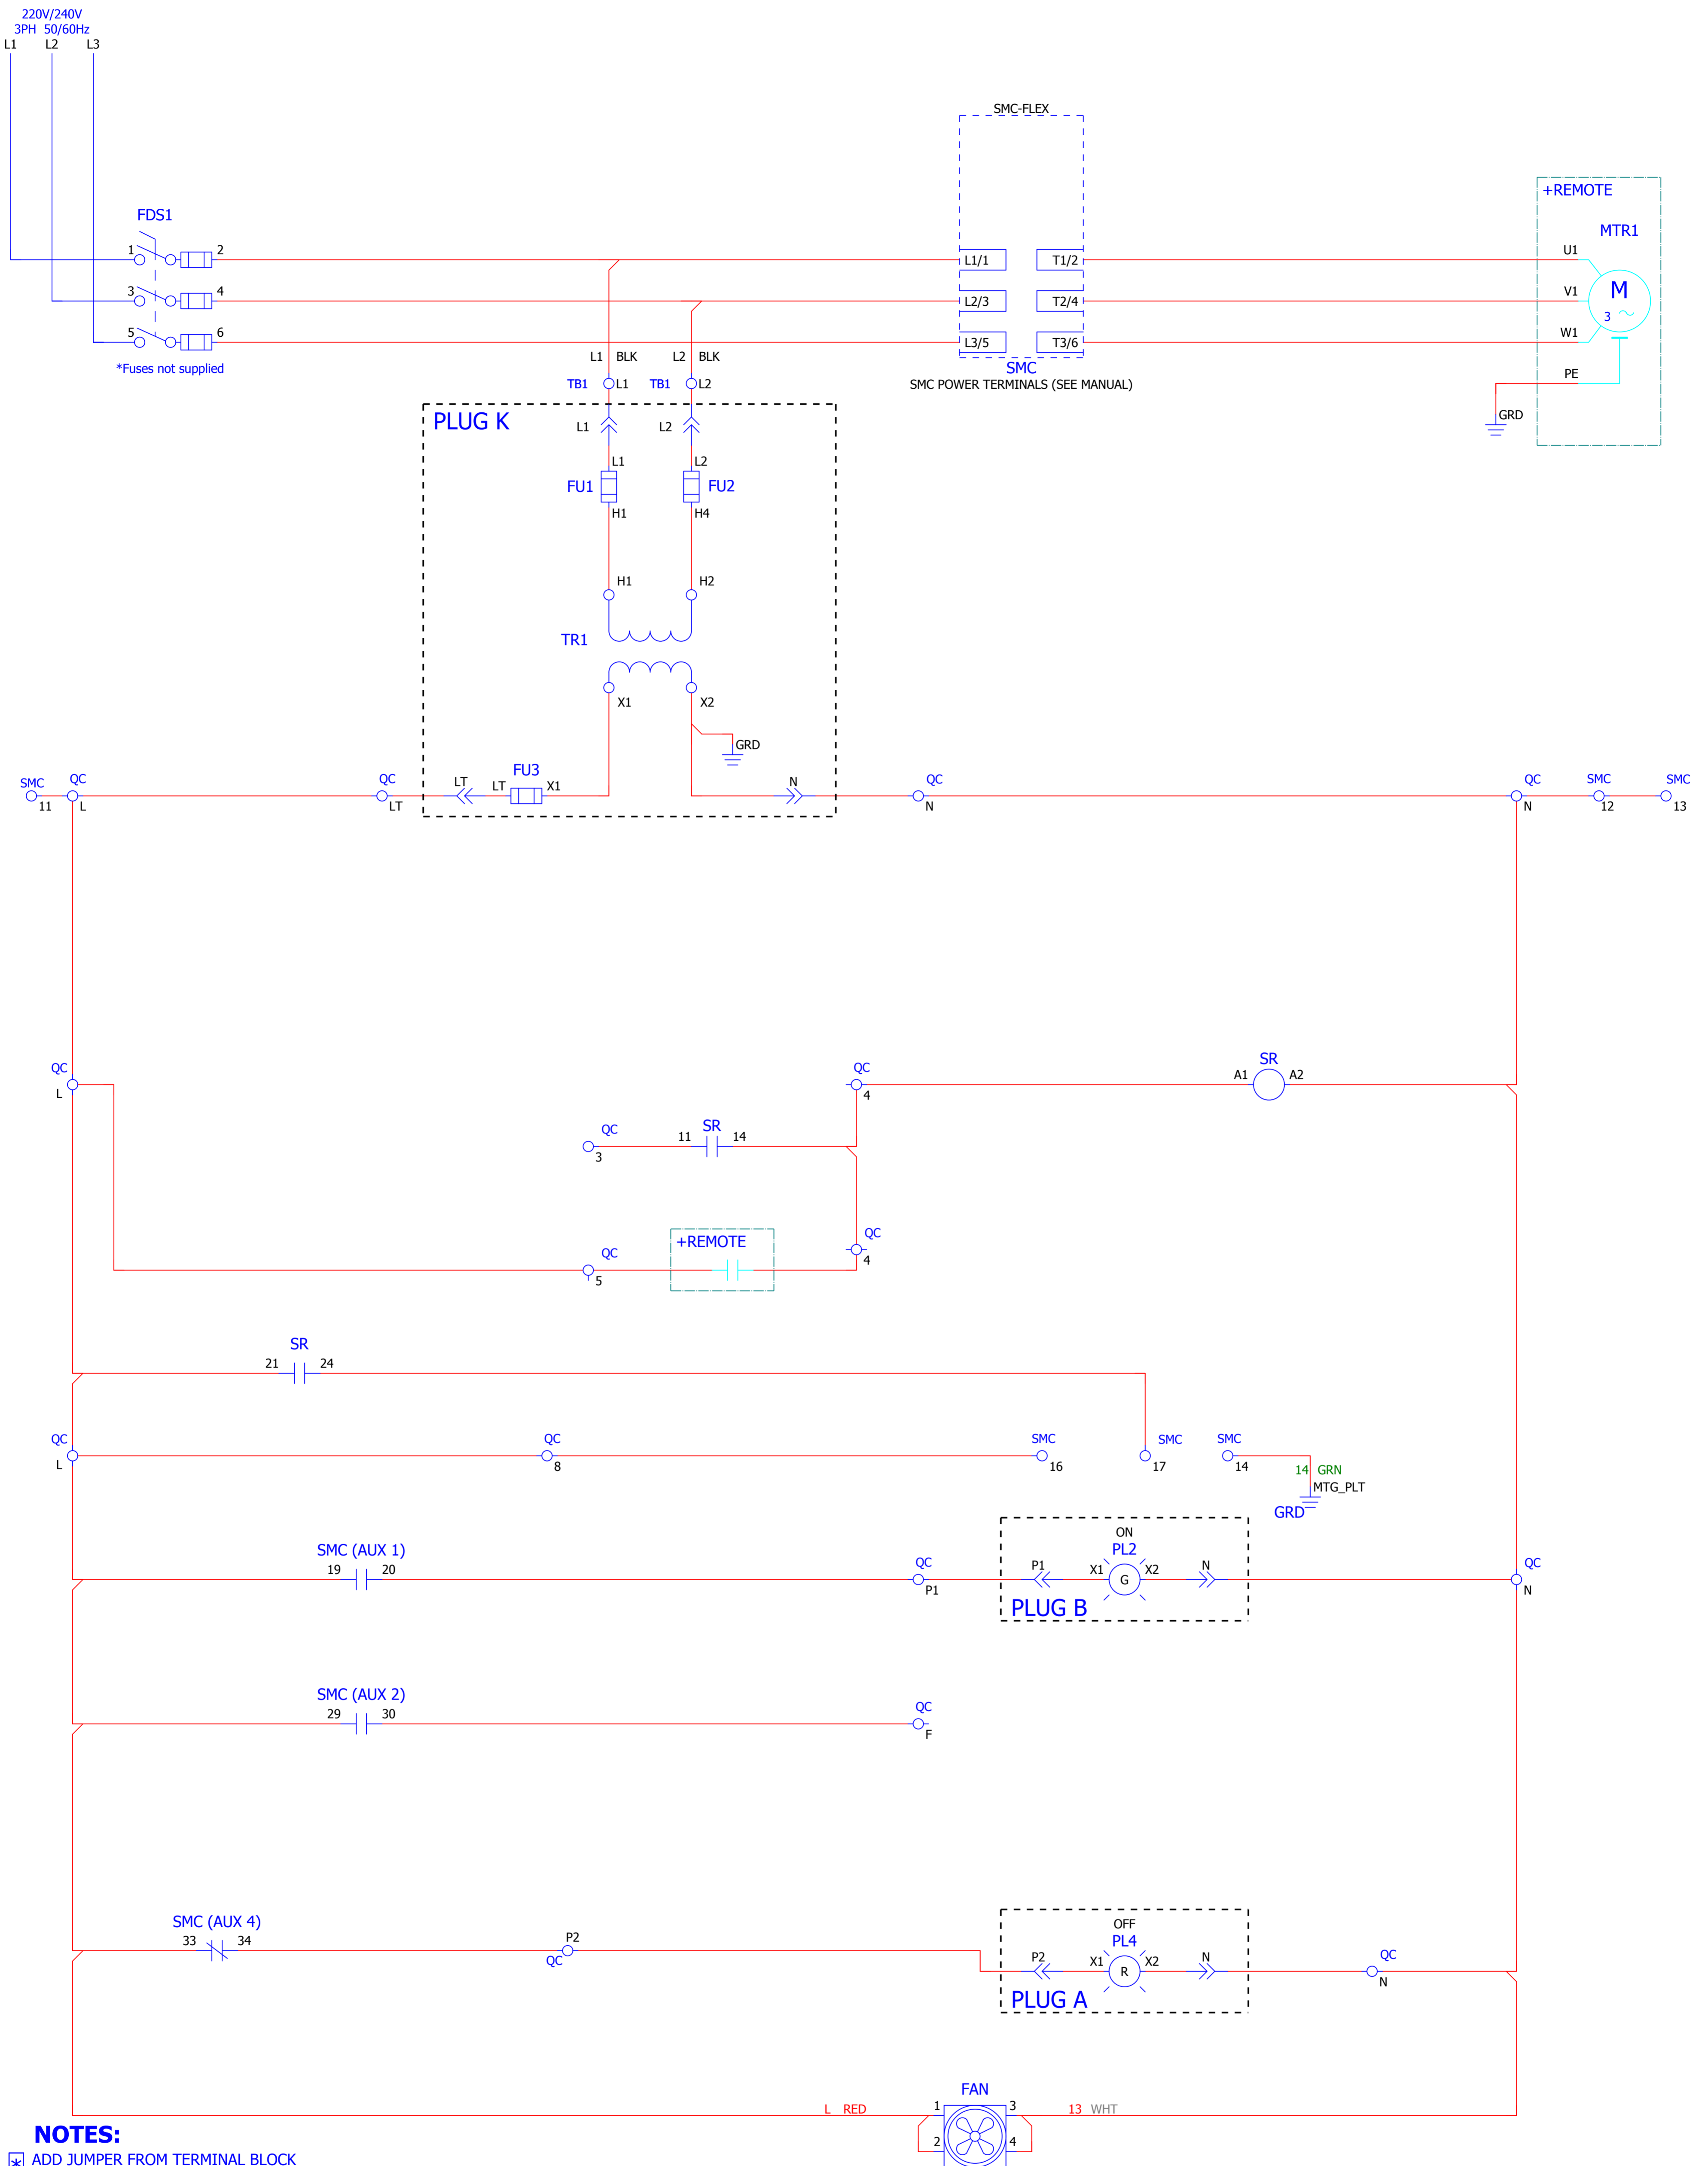 220V/240V
3PH 50/60Hz
L1 L2 L3
SMC-FLEX
+REMOTE
FDS1
MTR1
1 2 L1/1 T1/2 U1
3 4 L2/3 T2/4 V1 M
3
5 6 L3/5 T3/6 W1
*Fuses not supplied
L1 BLK L2 BLK
SMC
TB1 L1 TB1 L2
SMC POWER TERMINALS (SEE MANUAL)
PE
GRD
PLUG K
L1 L2
L1 L2
FU1 FU2
H1 H4
H1 H2
TR1
X1 X2
GRD
SMC QC QC FU3 QC QC SMC SMC
LT LT X1 N
11 L LT N N 12 13
QC QC SR
A1 A2
L 4
QC SR
11 14
3
QC +REMOTE QC
4
5
SR
21 24
QC QC SMC SMC SMC
L 8 16 17 14
14 GRN
MTG_PLT
GRD
ON
SMC (AUX 1) PL2
19 20 QC P1 X1 G X2 N QC
P1 N
PLUG B
SMC (AUX 2)
29 30 QC
F
SMC (AUX 4) OFF
33 34 P2 PL4
QC P2 X1 R X2 N QC
N
PLUG A
FAN
L RED 1 3 13 WHT
2 4
NOTES:
* ADD JUMPER FROM TERMINAL BLOCK